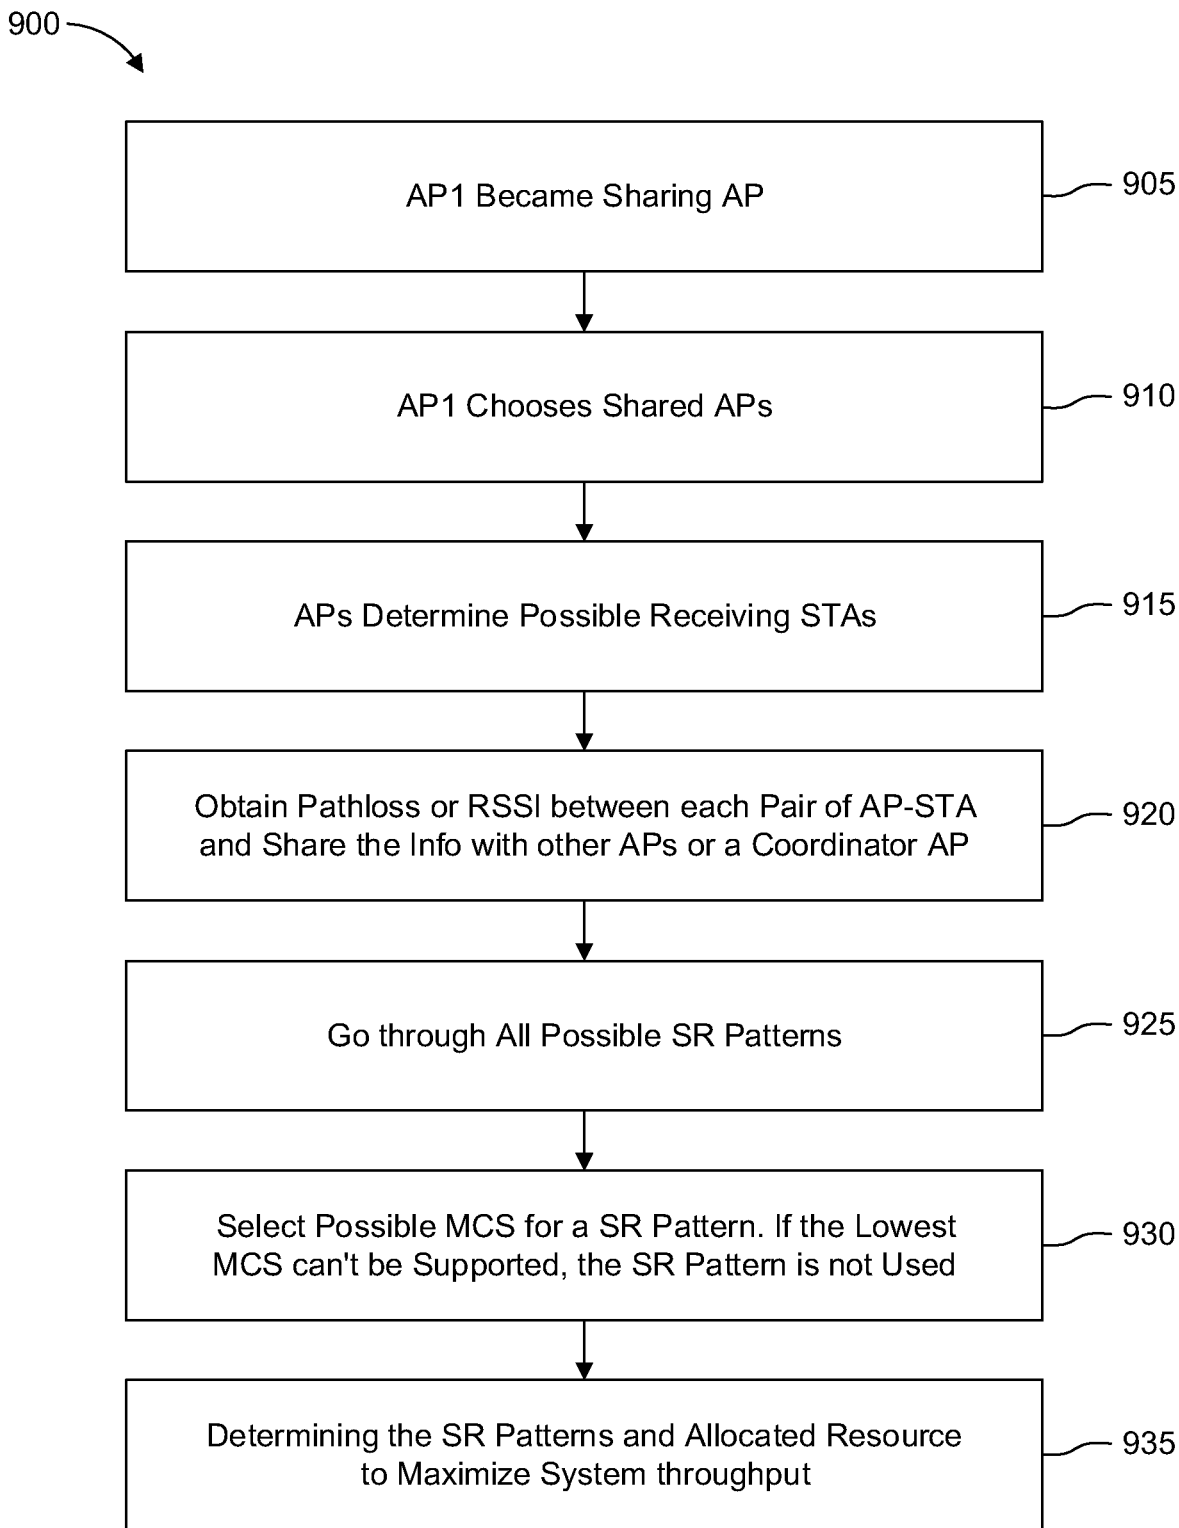 900
AP1 Became Sharing AP
905
AP1 Chooses Shared APs
910
APs Determine Possible Receiving STAs
915
Obtain Pathloss or RSSI between each Pair of AP-STA
and Share the Info with other APs or a Coordinator AP
920
Go through All Possible SR Patterns
925
Select Possible MCS for a SR Pattern. If the Lowest
MCS can't be Supported, the SR Pattern is not Used
930
Determining the SR Patterns and Allocated Resource
to Maximize System throughput
935